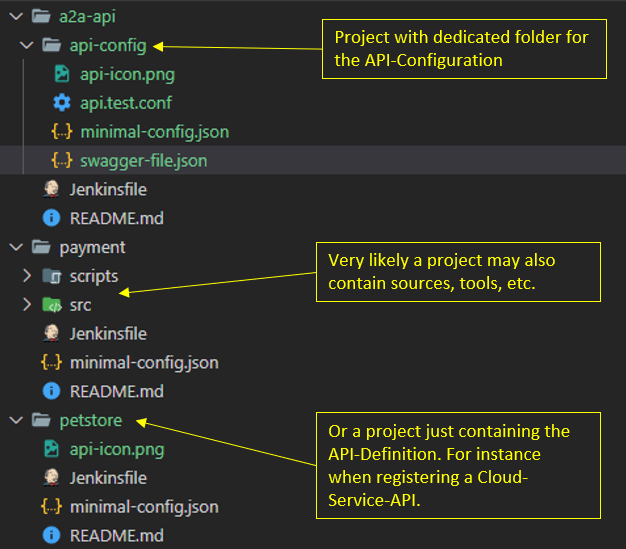 a2a-api
api-config
Project with dedicated folder for
the API-Configuration
api-icon.png
api.test.conf
minimal-config.json
swagger-file.json
Jenkinsfile
README.md
payment
scripts
Very likely a project may also
contain sources, tools, etc.
src
Jenkinsfile
minimal-config.json
README.md
petstore
Or a project just containing the
API-Definition. For instance
when registering a Cloud-
Service-API.
api-icon.png
Jenkinsfile
minimal-config.json
README.md